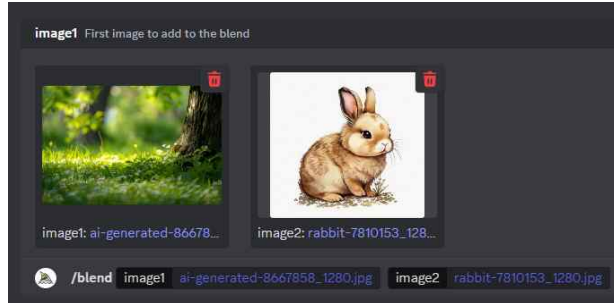 image1 First image to add to the blend
image1: ai-generated-86678... image2: rabbit-7810153_128...
/blend image1 ai-generated-8667858_1280.jpg image2 rabbit-7810153_1280.jpg